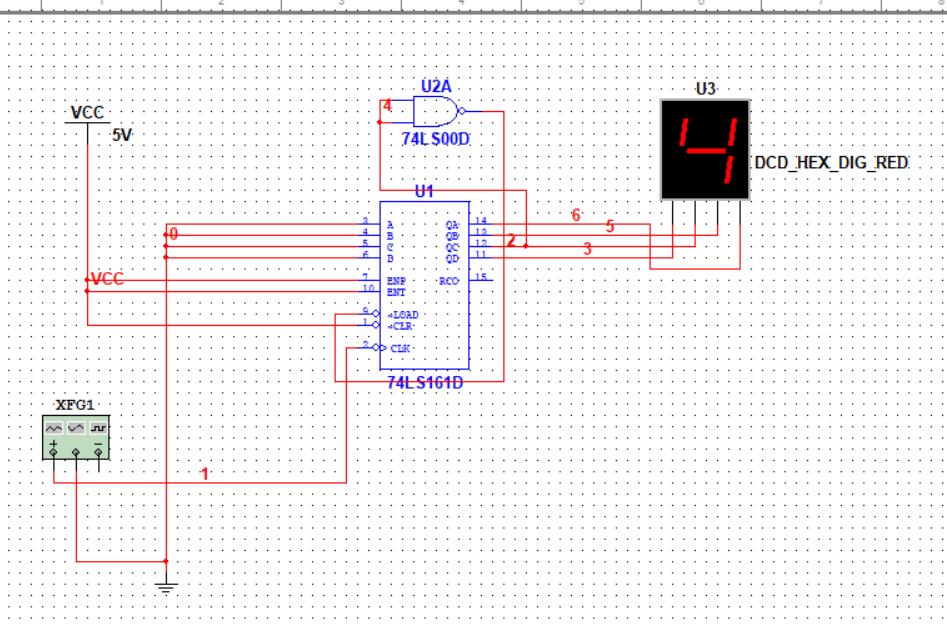 1 2 3 4 5 6 7 8
U2A
U3
VCC
4
5V
74LS00D
DCD_HEX_DIG_RED
U1
3 A QA 14
6
0
4 B QB 13
5
5 C QC 12
2
6 D QD 11
3
VCC
7 ENP RCO 15
10 ENT
9 ~LOAD
1 ~CLR
2 CLK
74LS161D
XFG1
+ −
1